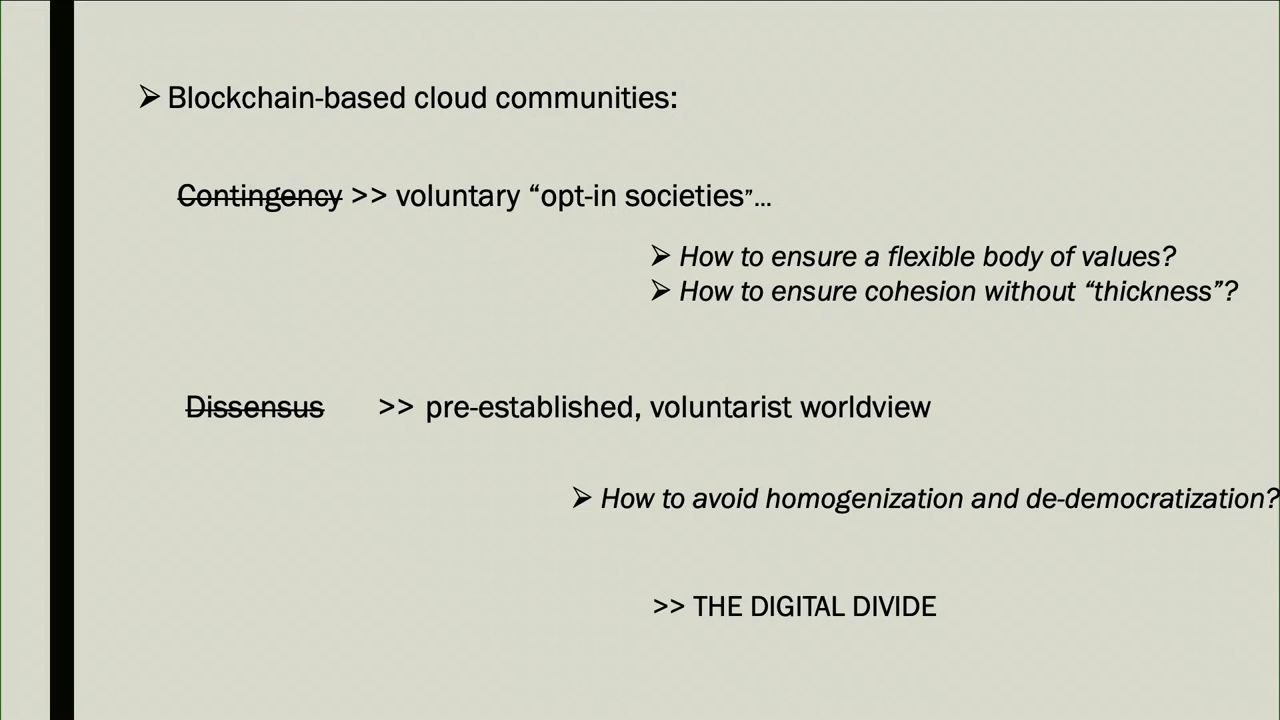 ➢ Blockchain-based cloud communities:
Contingency >> voluntary “opt-in societies”...
➢ How to ensure a flexible body of values?
➢ How to ensure cohesion without “thickness”?
Dissensus >> pre-established, voluntarist worldview
➢ How to avoid homogenization and de-democratization?
>> THE DIGITAL DIVIDE